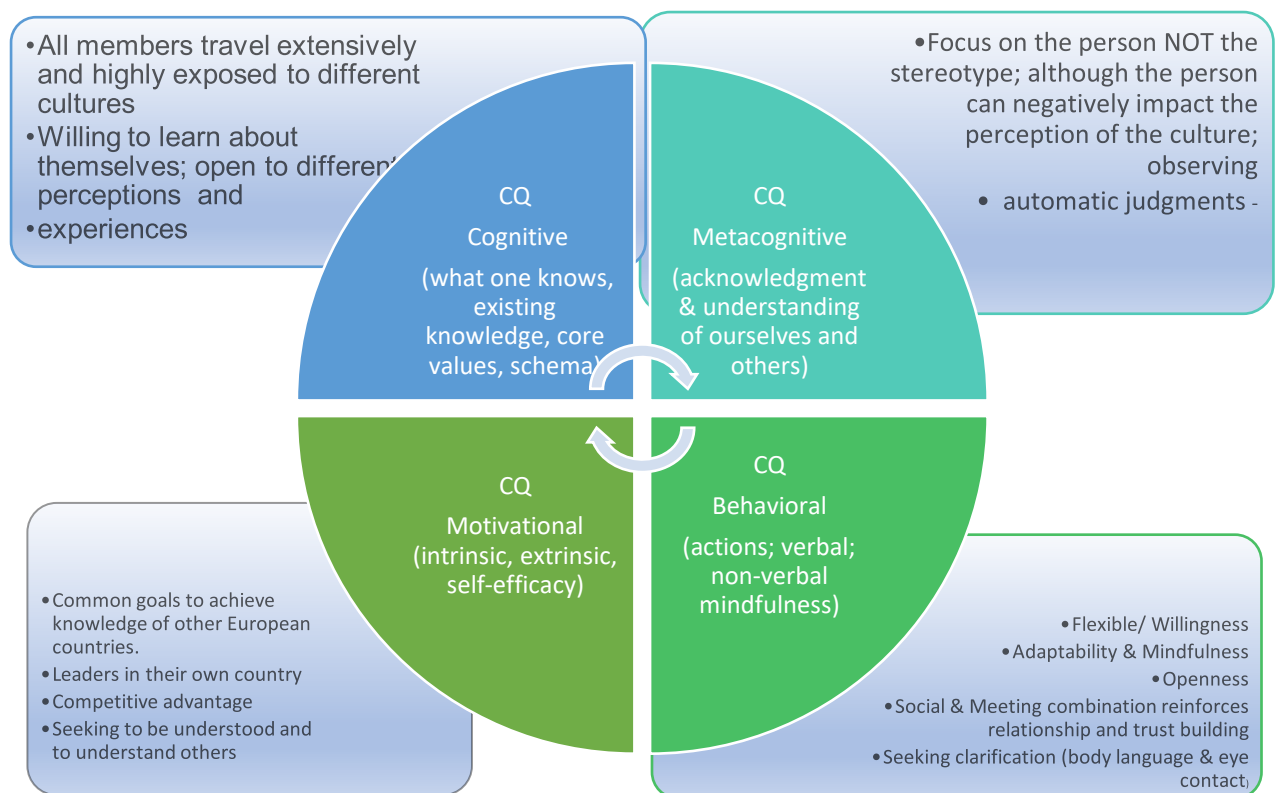 •All members travel extensively
and highly exposed to different
cultures
•Willing to learn about
themselves; open to different
perceptions and
•experiences
•Focus on the person NOT the
stereotype; although the person
can negatively impact the
perception of the culture;
observing
• automatic judgments -
CQ
Cognitive
(what one knows,
existing
knowledge, core
values, schema)
CQ
Metacognitive
(acknowledgment
& understanding
of ourselves and
others)
CQ
Motivational
(intrinsic, extrinsic,
self-efficacy)
CQ
Behavioral
(actions; verbal;
non-verbal
mindfulness)
•Common goals to achieve
knowledge of other European
countries.
•Leaders in their own country
•Competitive advantage
•Seeking to be understood and
to understand others
•Flexible/ Willingness
•Adaptability & Mindfulness
•Openness
•Social & Meeting combination reinforces
relationship and trust building
•Seeking clarification (body language & eye
contact)